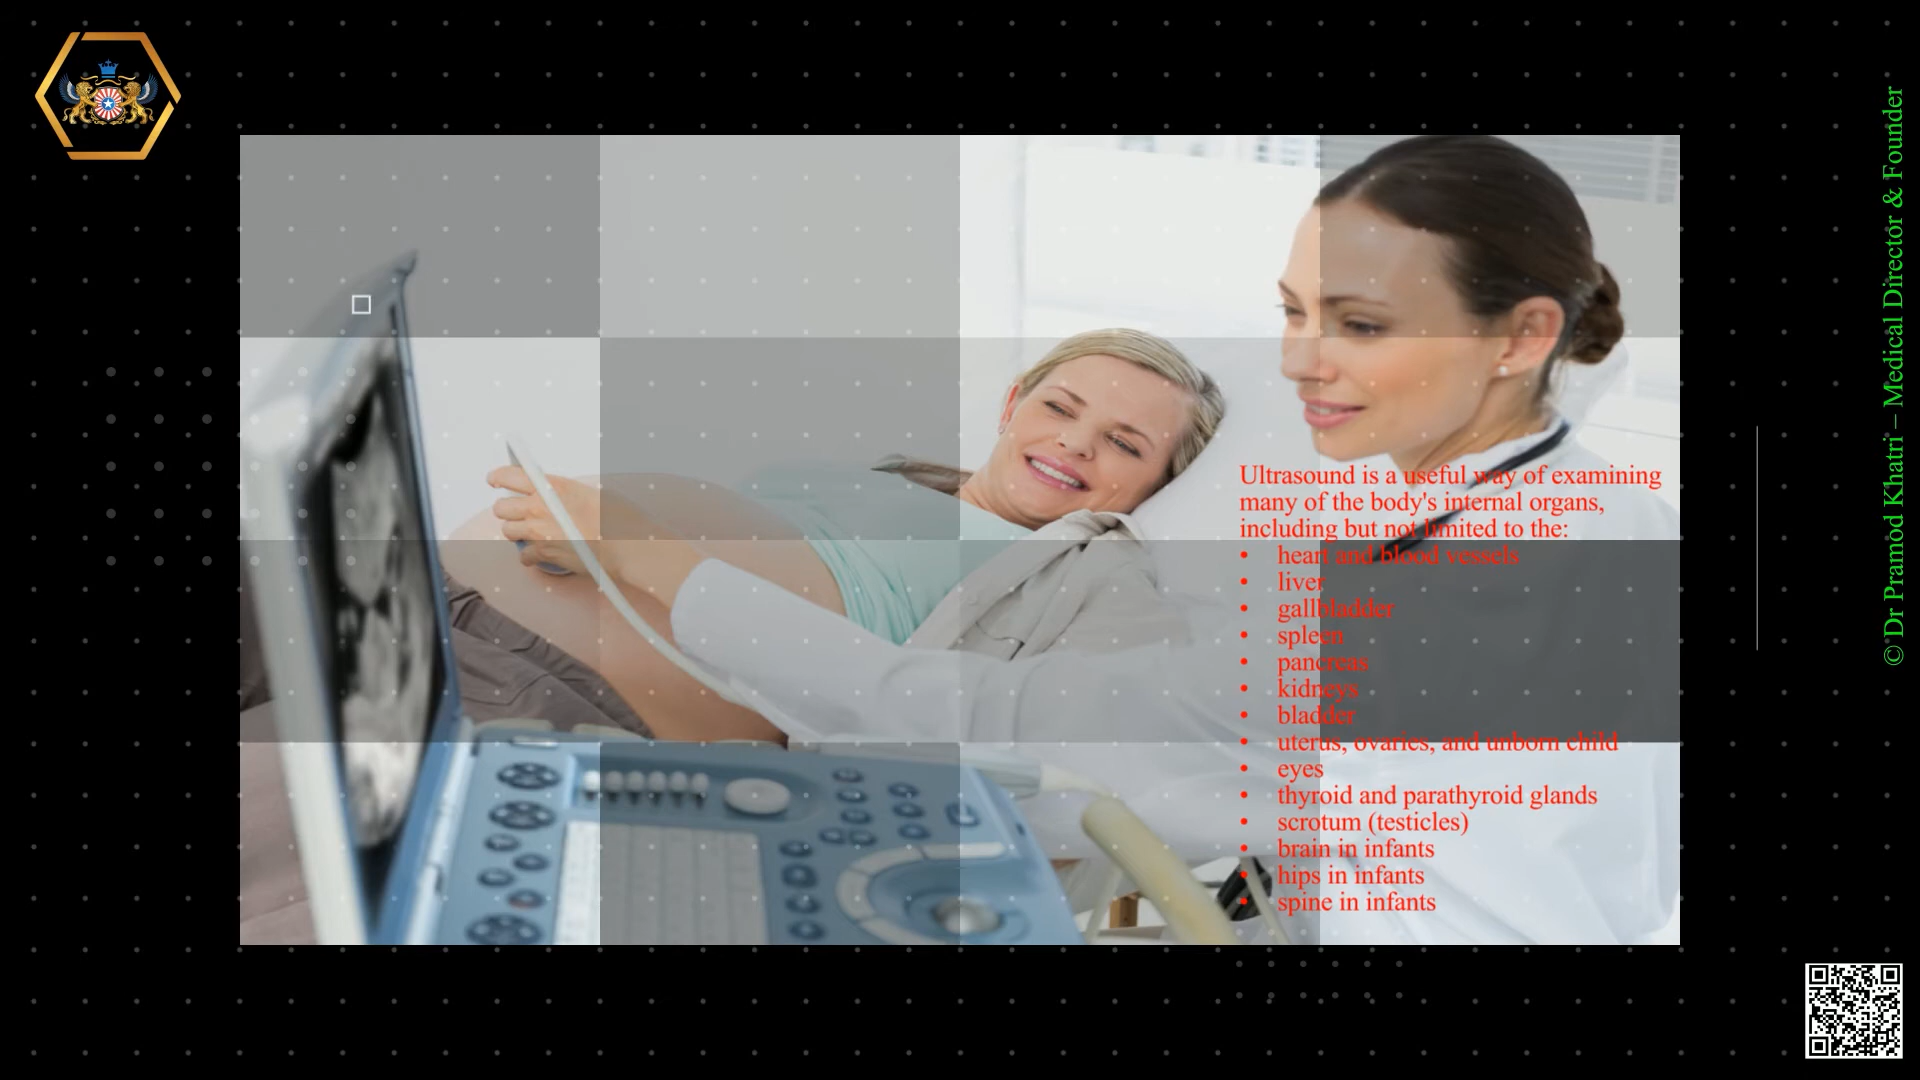 Ultrasound is a useful way of examining
many of the body's internal organs,
including but not limited to the:
• heart and blood vessels
• liver
• gallbladder
• spleen
• pancreas
• kidneys
• bladder
• uterus, ovaries, and unborn child
• eyes
• thyroid and parathyroid glands
• scrotum (testicles)
• brain in infants
• hips in infants
• spine in infants
© Dr Pramod Khatri – Medical Director & Founder